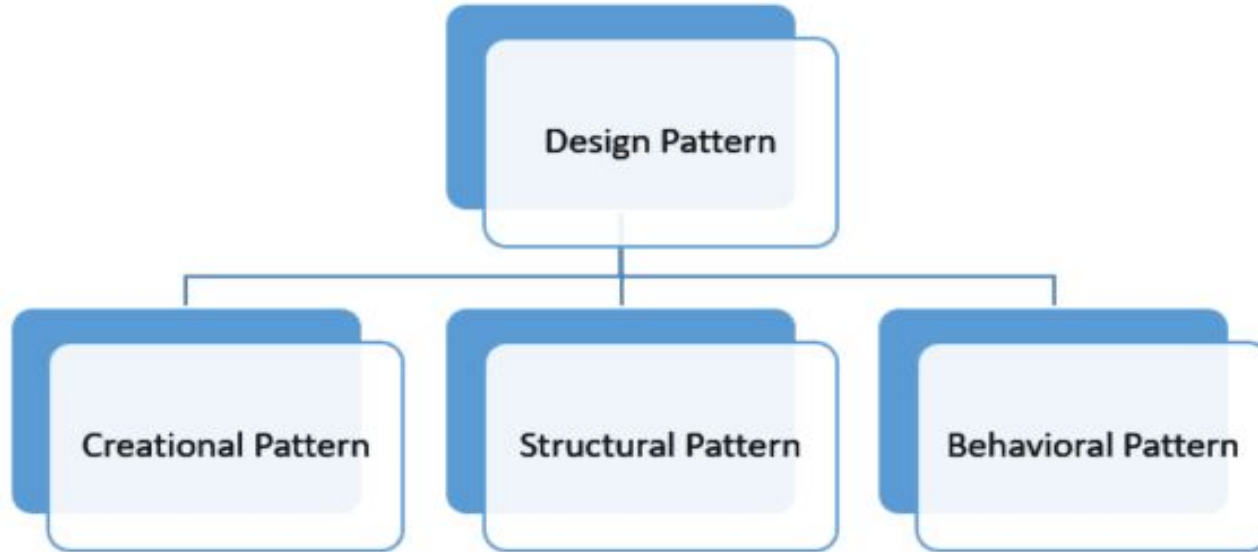 Design Pattern
Creational Pattern
Structural Pattern
Behavioral Pattern